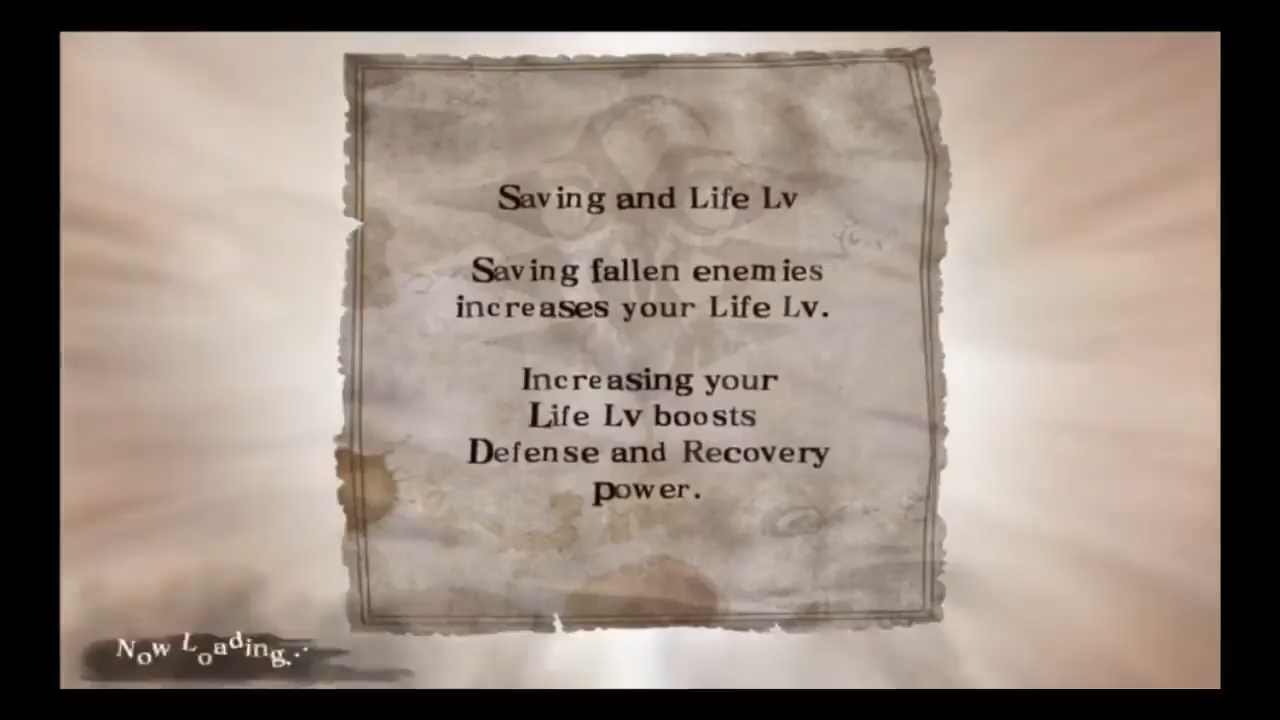 Saving and Life Lv
Saving fallen enemies
increases your Life Lv.
Increasing your
Life Lv boosts
Defense and Recovery
power.
Now Loading...